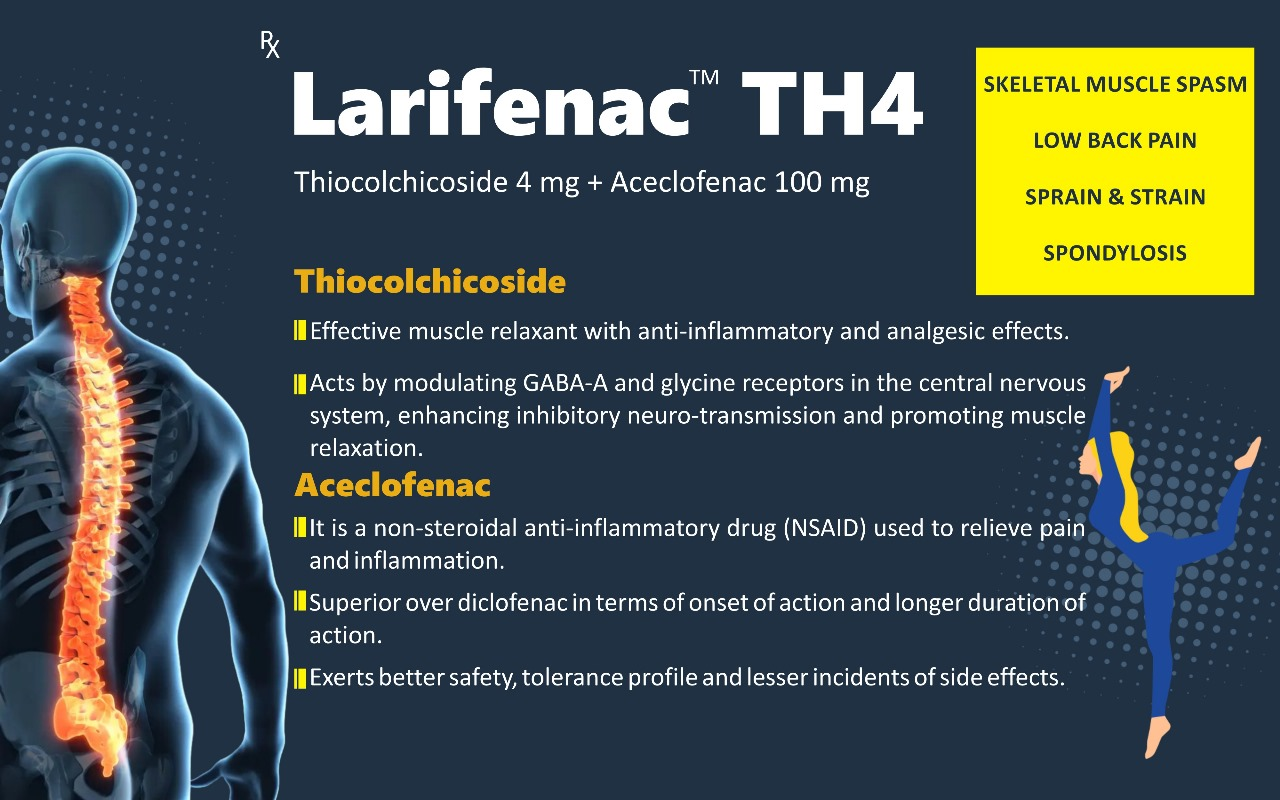 Rx
Larifenac™ TH4
Thiocolchicoside 4 mg + Aceclofenac 100 mg
SKELETAL MUSCLE SPASM
LOW BACK PAIN
SPRAIN & STRAIN
SPONDYLOSIS
Thiocolchicoside
Effective muscle relaxant with anti-inflammatory and analgesic effects.
Acts by modulating GABA-A and glycine receptors in the central nervous
system, enhancing inhibitory neuro-transmission and promoting muscle
relaxation.
Aceclofenac
It is a non-steroidal anti-inflammatory drug (NSAID) used to relieve pain
and inflammation.
Superior over diclofenac in terms of onset of action and longer duration of
action.
Exerts better safety, tolerance profile and lesser incidents of side effects.